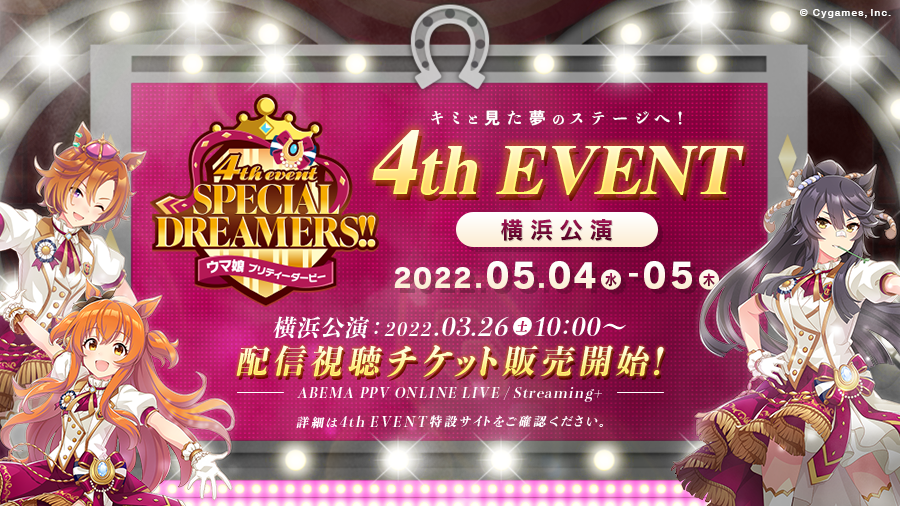 © Cygames, Inc.
キミと見た夢のステージへ!
4th EVENT
4th event
SPECIAL
DREAMERS!!
ウマ娘 プリティーダービー
横浜公演
2022.05.04水-05木
横浜公演:2022.03.26土10:00〜
配信視聴チケット販売開始!
ABEMA PPV ONLINE LIVE / Streaming+
詳細は4th EVENT特設サイトをご確認ください。